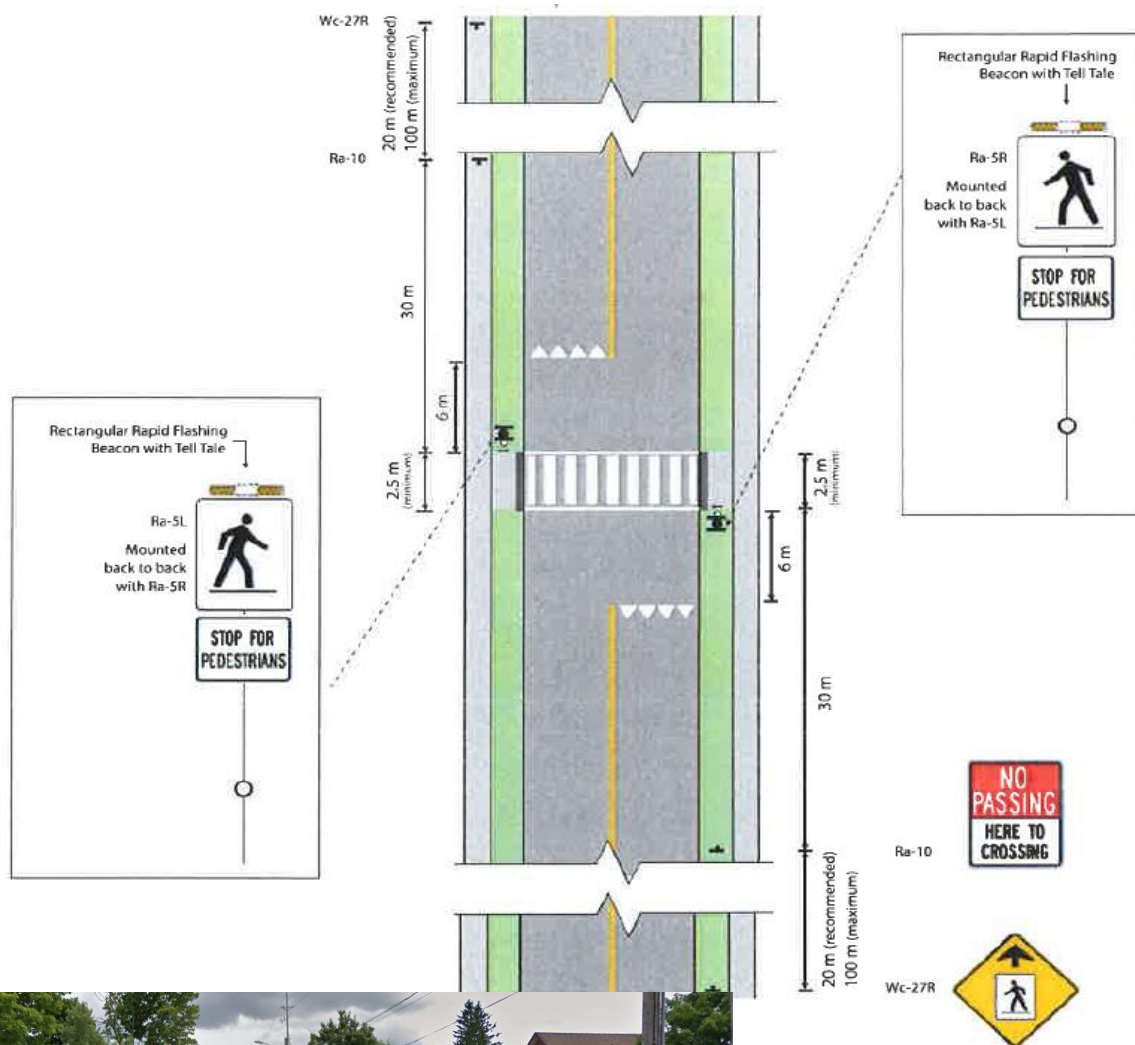 Wc-27R
20 m (recommended)
100 m (maximum)
Ra-10
30 m
6 m
2.5 m
(minimum)
Rectangular Rapid Flashing
Beacon with Tell Tale
Ra-5R
Mounted
back to back
with Ra-5L
STOP FOR
PEDESTRIANS
Rectangular Rapid Flashing
Beacon with Tell Tale
Ra-5L
Mounted
back to back
with Ra-5R
STOP FOR
PEDESTRIANS
2.5 m
(minimum)
6 m
30 m
20 m (recommended)
100 m (maximum)
Ra-10
NO
PASSING
HERE TO
CROSSING
Wc-27R